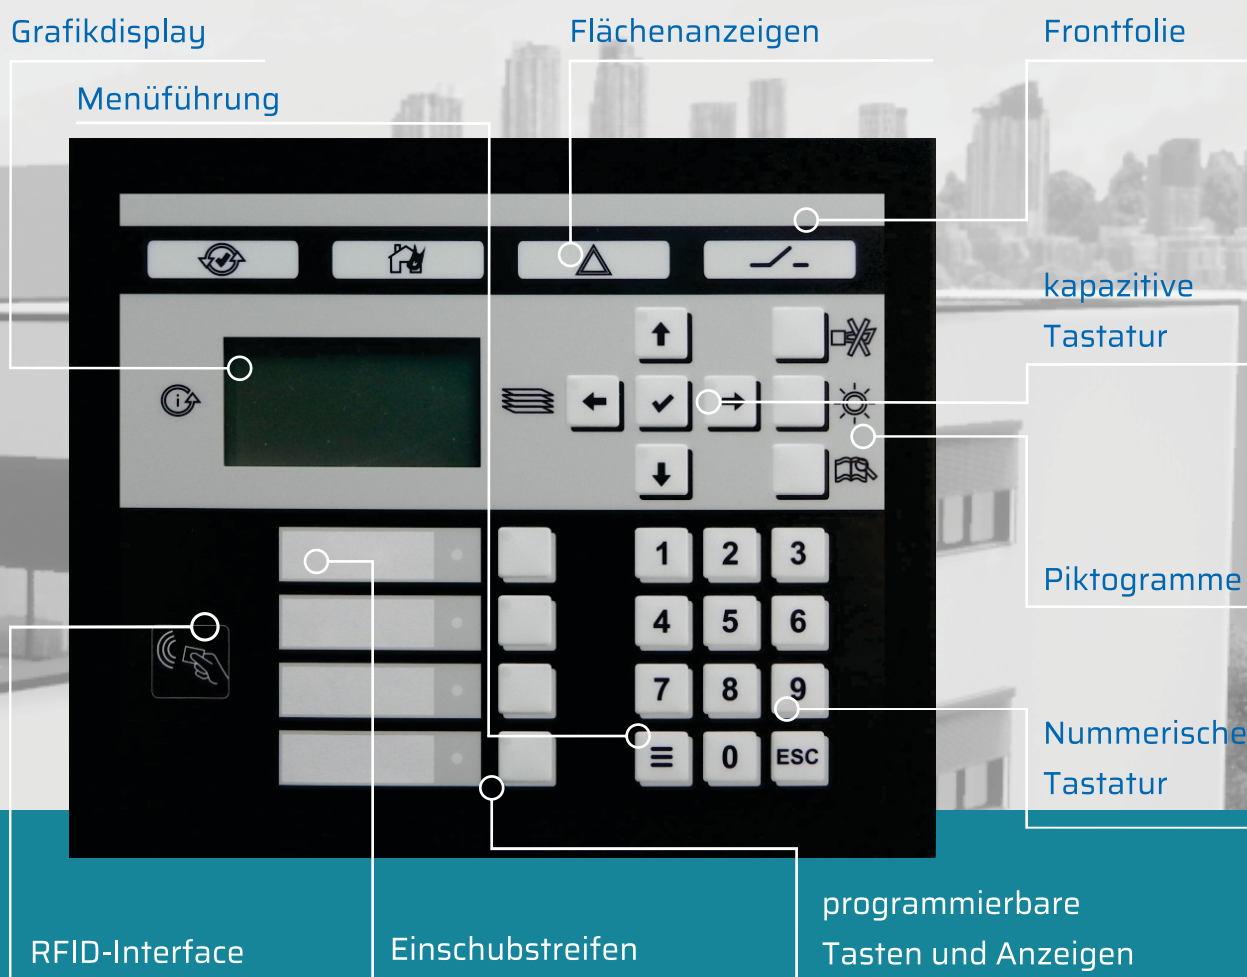 Grafikdisplay
Flächenanzeigen
Frontfolie
Menüführung
kapazitive
Tastatur
1 2 3
Piktogramme
4 5 6
7 8 9
Nummerische
Tastatur
0 ESC
programmierbare
Tasten und Anzeigen
RFID-Interface
Einschubstreifen